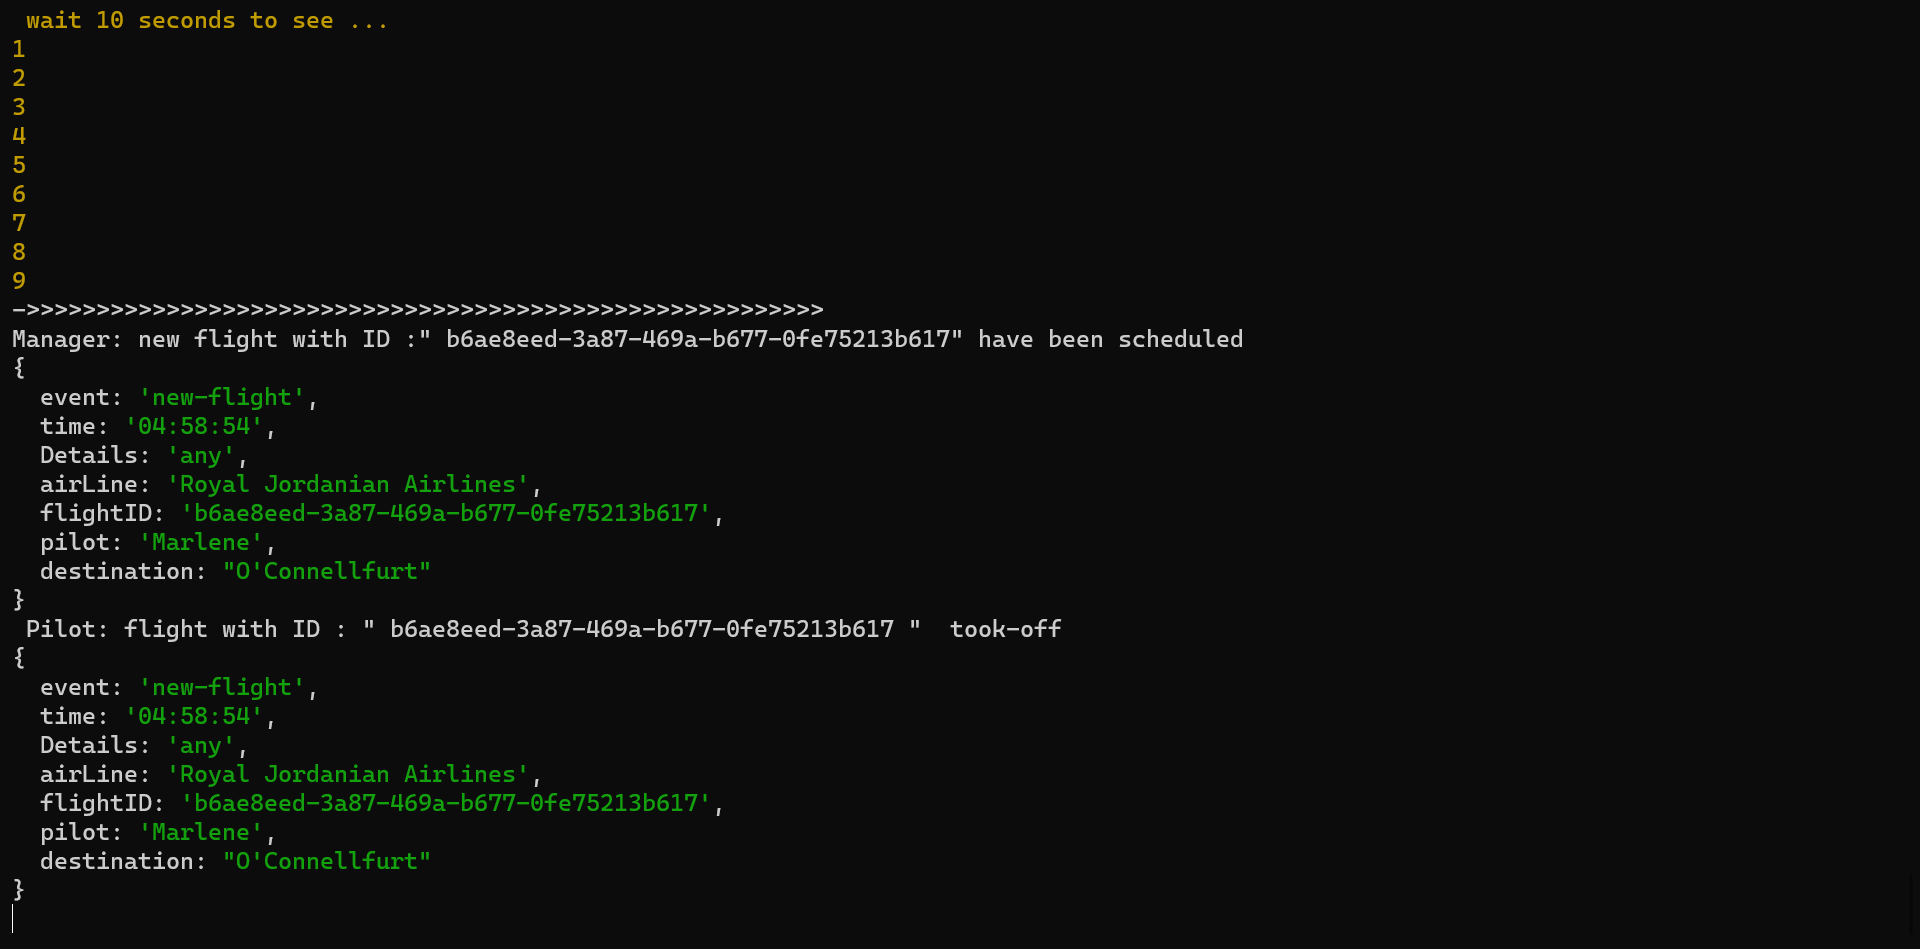 wait 10 seconds to see ...
1
2
3
4
5
6
7
8
9
->>>>>>>>>>>>>>>>>>>>>>>>>>>>>>>>>>>>>>>>>>>>>>>>>>>>>>>>>
Manager: new flight with ID :" b6ae8eed-3a87-469a-b677-0fe75213b617" have been scheduled
{
  event: 'new-flight',
  time: '04:58:54',
  Details: 'any',
  airLine: 'Royal Jordanian Airlines',
  flightID: 'b6ae8eed-3a87-469a-b677-0fe75213b617',
  pilot: 'Marlene',
  destination: "O'Connellfurt"
}
 Pilot: flight with ID : " b6ae8eed-3a87-469a-b677-0fe75213b617 "  took-off
{
  event: 'new-flight',
  time: '04:58:54',
  Details: 'any',
  airLine: 'Royal Jordanian Airlines',
  flightID: 'b6ae8eed-3a87-469a-b677-0fe75213b617',
  pilot: 'Marlene',
  destination: "O'Connellfurt"
}